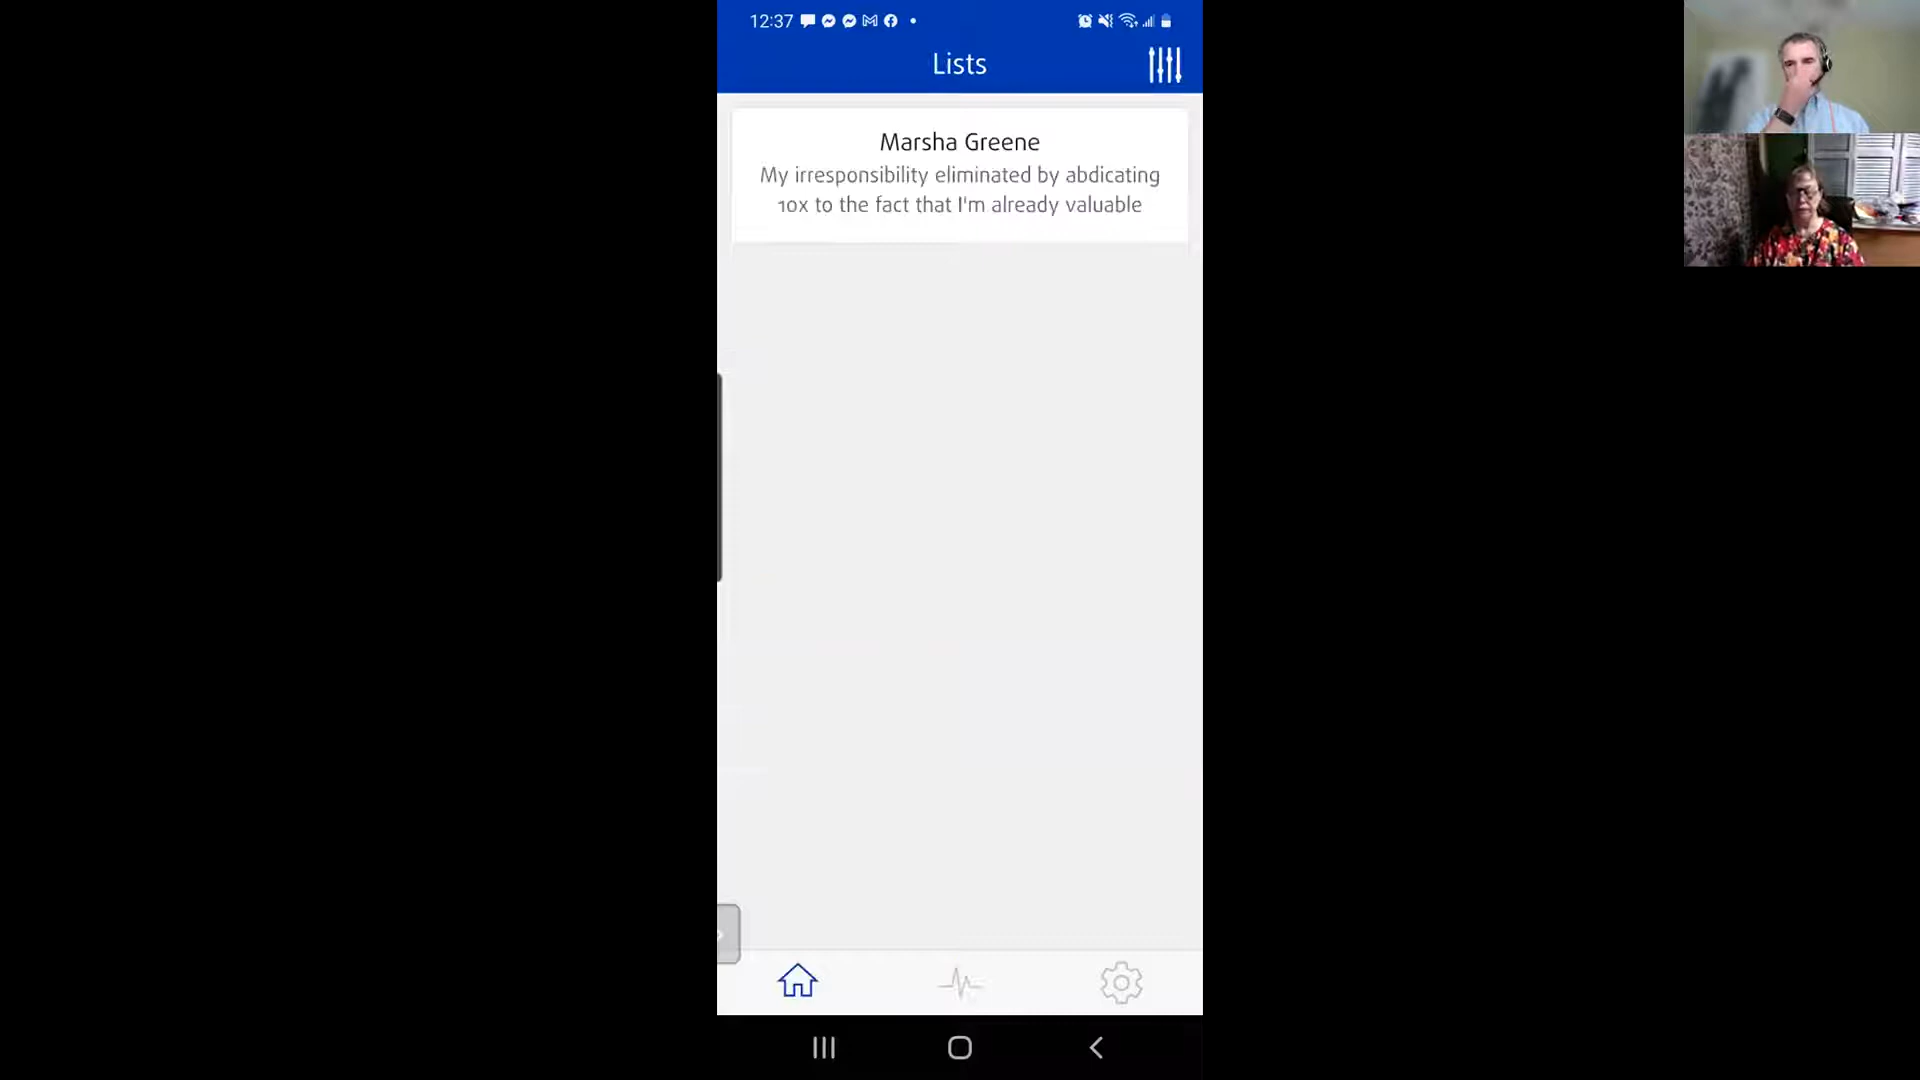 12:37
Lists
Marsha Greene
My irresponsibility eliminated by abdicating
10x to the fact that I'm already valuable